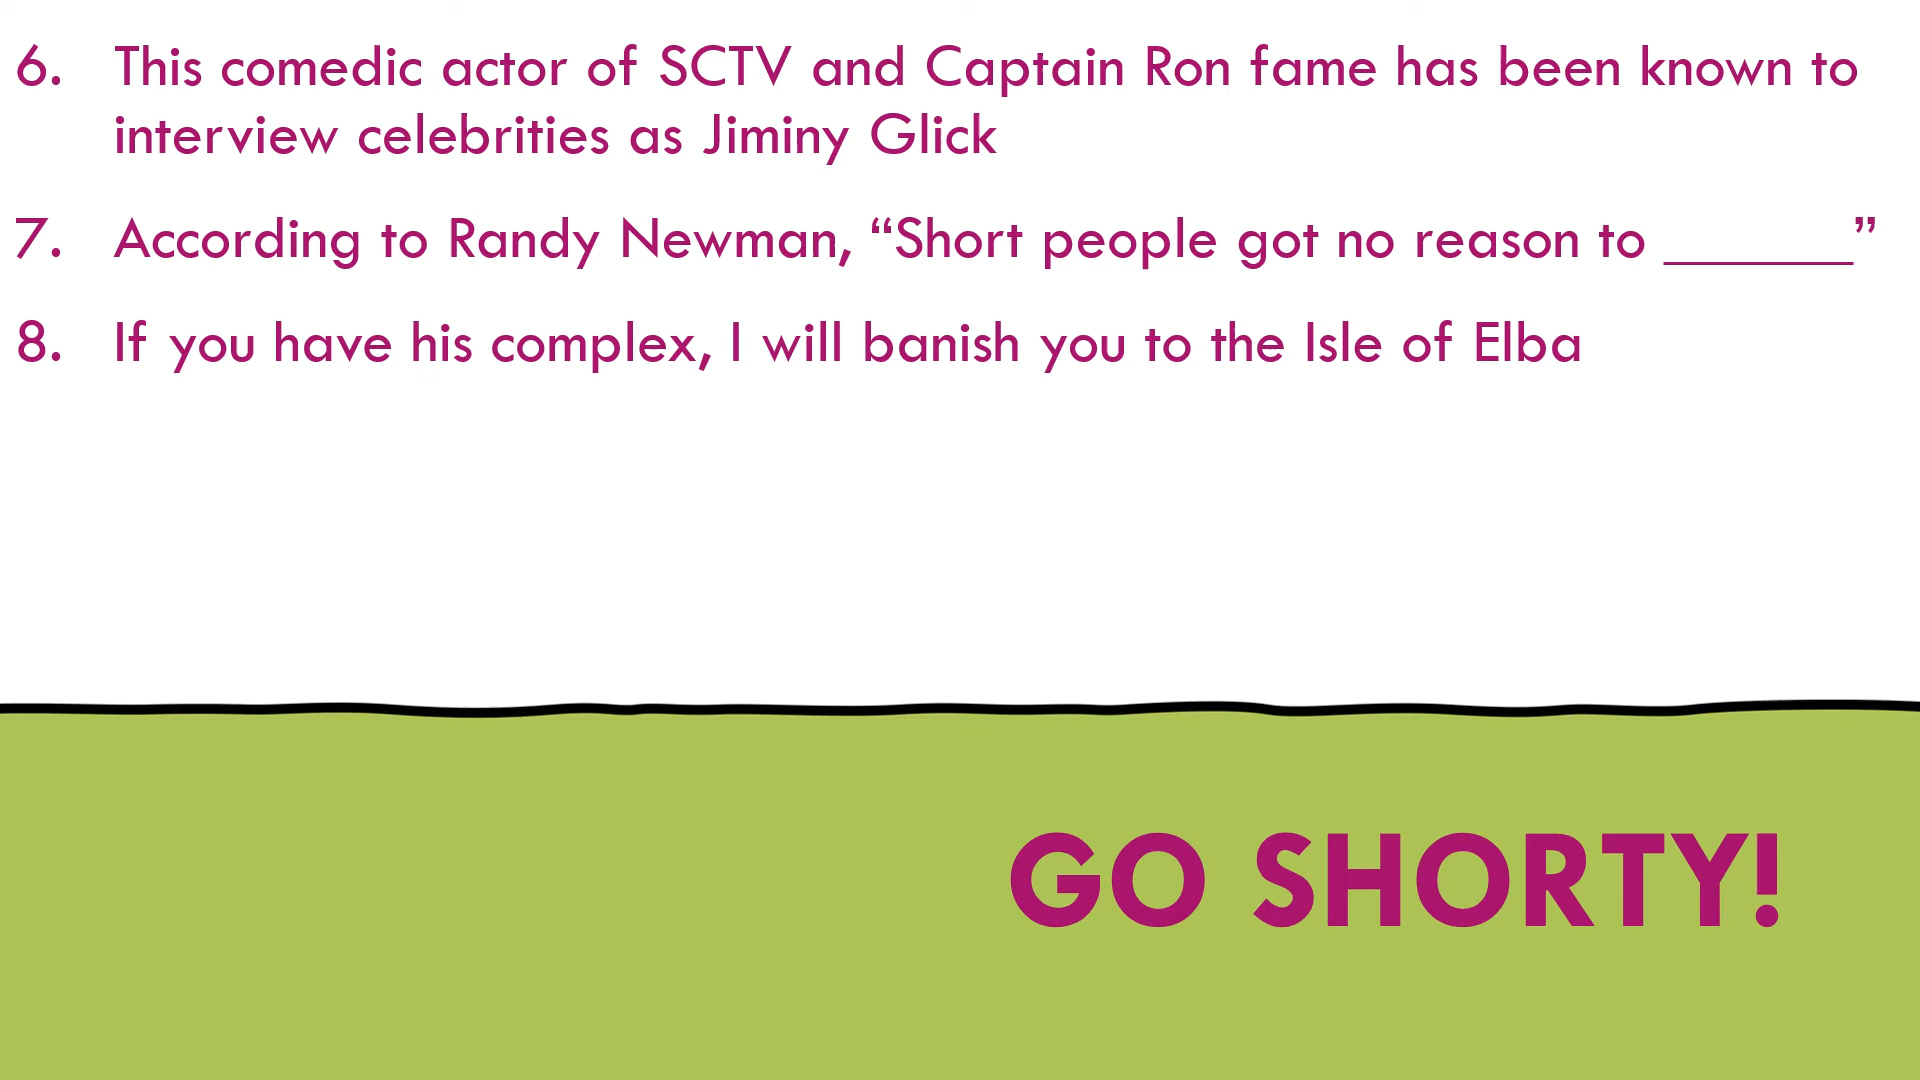 6. This comedic actor of SCTV and Captain Ron fame has been known to
interview celebrities as Jiminy Glick
7. According to Randy Newman, “Short people got no reason to ______”
8. If you have his complex, I will banish you to the Isle of Elba
GO SHORTY!